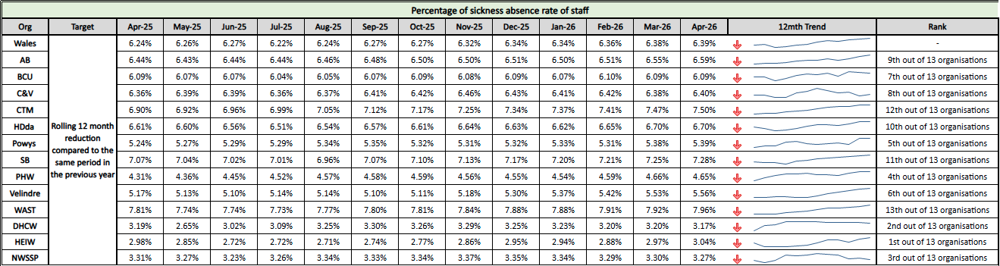 Percentage of sickness absence rate of staff
Org Target Apr-25 May-25 Jun-25 Jul-25 Aug-25 Sep-25 Oct-25 Nov-25 Dec-25 Jan-26 Feb-26 Mar-26 Apr-26 12mth Trend Rank
Rolling 12 month
reduction
compared to the
same period in
the previous year
Wales 6.24% 6.26% 6.27% 6.22% 6.24% 6.27% 6.27% 6.32% 6.34% 6.34% 6.36% 6.38% 6.39% -
AB 6.44% 6.43% 6.44% 6.44% 6.46% 6.48% 6.50% 6.50% 6.51% 6.50% 6.51% 6.55% 6.59% 9th out of 13 organisations
BCU 6.09% 6.07% 6.07% 6.04% 6.05% 6.07% 6.09% 6.08% 6.09% 6.07% 6.10% 6.09% 6.09% 7th out of 13 organisations
C&V 6.36% 6.39% 6.39% 6.36% 6.37% 6.41% 6.42% 6.46% 6.43% 6.41% 6.42% 6.38% 6.40% 8th out of 13 organisations
CTM 6.90% 6.92% 6.96% 6.99% 7.05% 7.12% 7.17% 7.25% 7.34% 7.37% 7.41% 7.47% 7.50% 12th out of 13 organisations
HDda 6.61% 6.60% 6.56% 6.51% 6.54% 6.57% 6.61% 6.64% 6.63% 6.62% 6.65% 6.70% 6.70% 10th out of 13 organisations
Powys 5.24% 5.27% 5.29% 5.29% 5.34% 5.35% 5.32% 5.31% 5.32% 5.33% 5.31% 5.38% 5.39% 5th out of 13 organisations
SB 7.07% 7.04% 7.02% 7.01% 6.96% 7.07% 7.10% 7.13% 7.17% 7.20% 7.21% 7.25% 7.28% 11th out of 13 organisations
PHW 4.31% 4.36% 4.45% 4.52% 4.57% 4.58% 4.59% 4.56% 4.55% 4.54% 4.59% 4.66% 4.65% 4th out of 13 organisations
Velindre 5.17% 5.13% 5.10% 5.14% 5.14% 5.10% 5.11% 5.18% 5.30% 5.37% 5.42% 5.53% 5.56% 6th out of 13 organisations
WAST 7.81% 7.74% 7.74% 7.73% 7.77% 7.80% 7.81% 7.84% 7.88% 7.88% 7.91% 7.92% 7.96% 13th out of 13 organisations
DHCW 3.19% 2.65% 3.02% 3.09% 3.25% 3.30% 3.26% 3.29% 3.25% 3.23% 3.20% 3.20% 3.17% 2nd out of 13 organisations
HEIW 2.98% 2.85% 2.72% 2.72% 2.71% 2.74% 2.77% 2.86% 2.95% 2.94% 2.88% 2.97% 3.04% 1st out of 13 organisations
NWSSP 3.31% 3.27% 3.23% 3.26% 3.34% 3.33% 3.34% 3.37% 3.35% 3.34% 3.29% 3.30% 3.27% 3rd out of 13 organisations